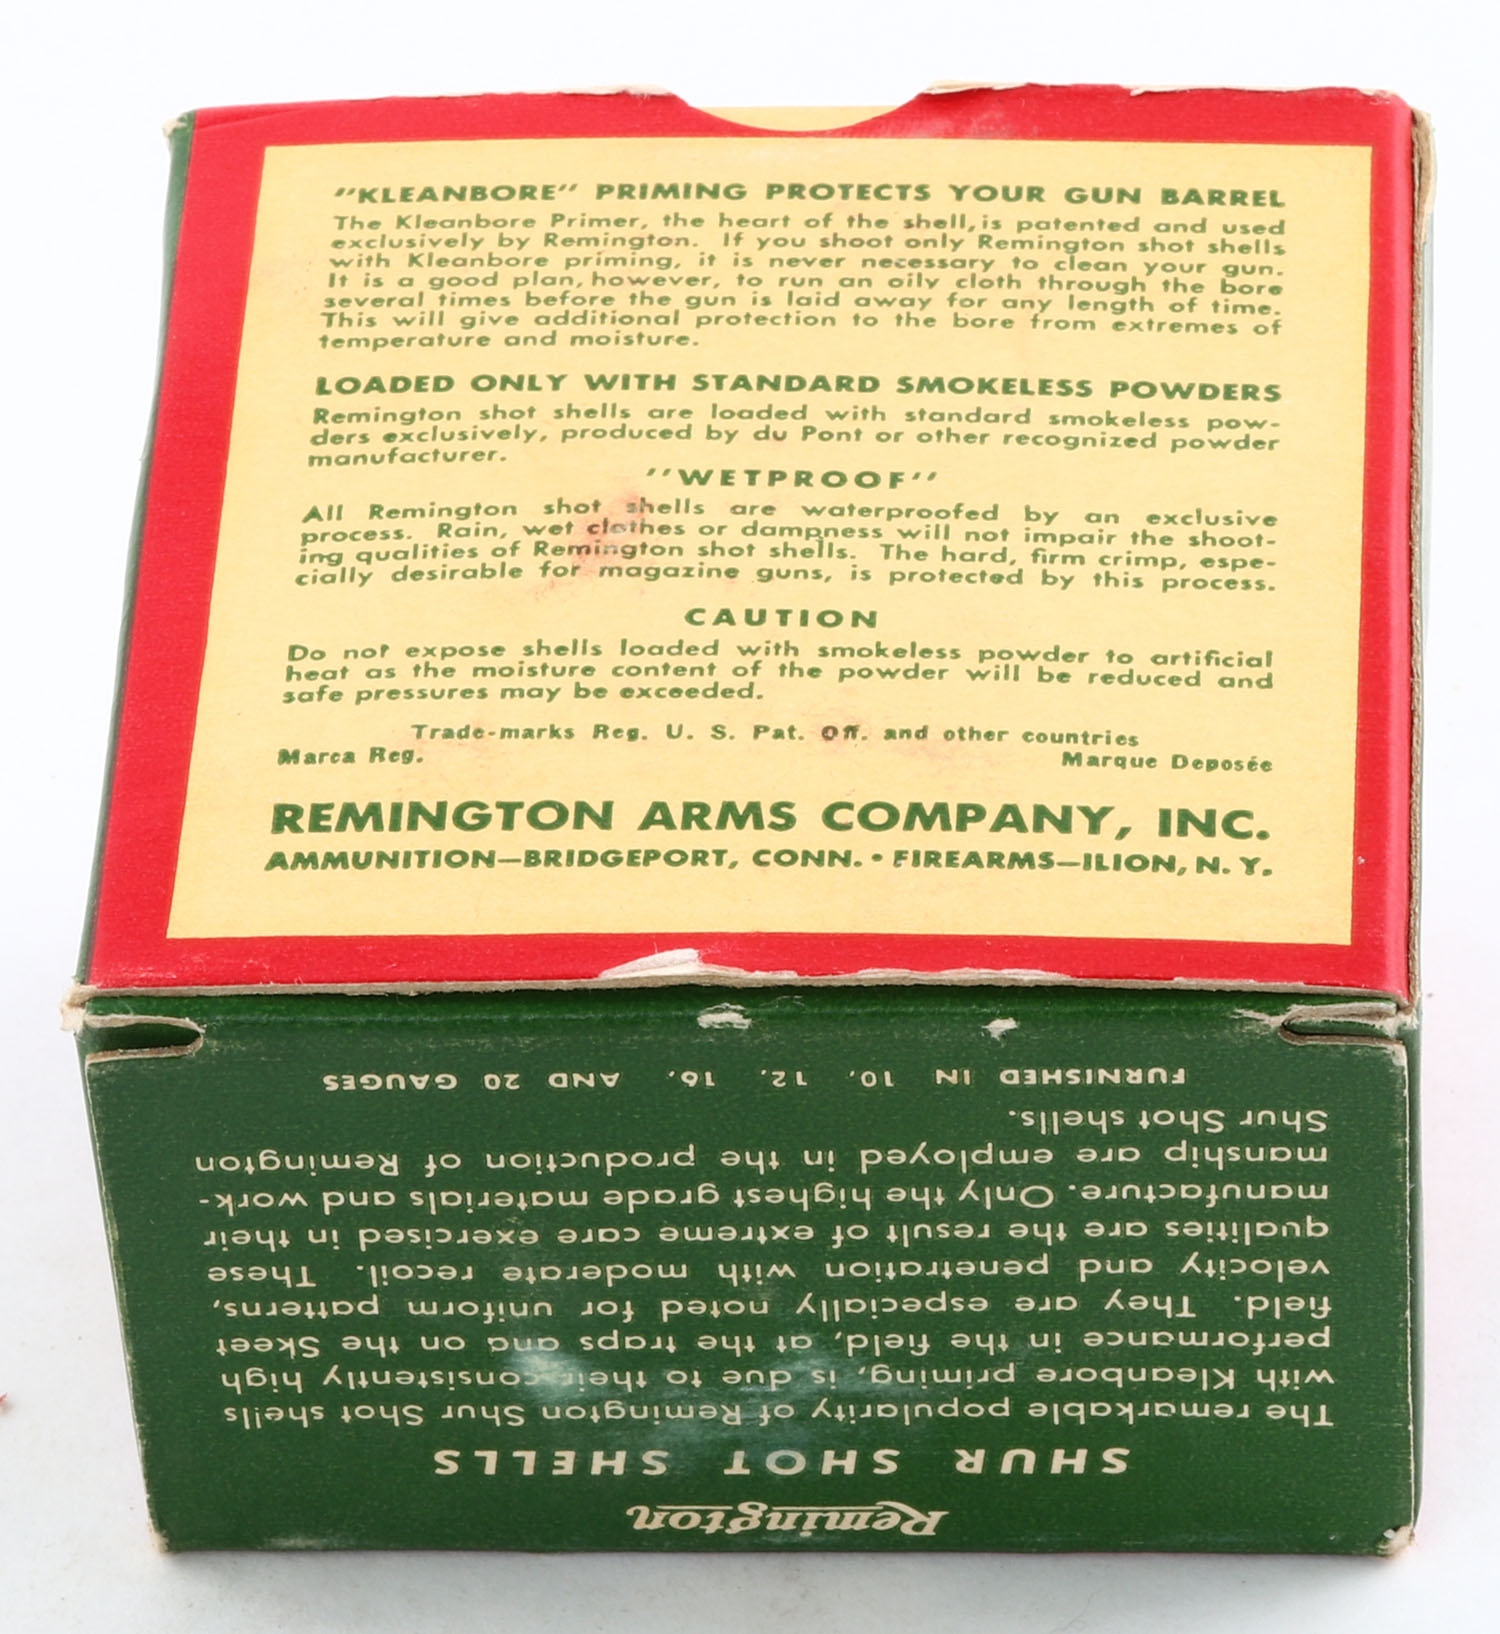 "KLEANBORE" PRIMING PROTECTS YOUR GUN BARREL
The Kleanbore Primer, the heart of the shell, is patented and used
exclusively by Remington. If you shoot only Remington shot shells
with Kleanbore priming, it is never necessary to clean your gun.
It is a good plan, however, to run an oily cloth through the bore
several times before the gun is laid away for any length of time.
This will give additional protection to the bore from extremes of
temperature and moisture.
LOADED ONLY WITH STANDARD SMOKELESS POWDERS
Remington shot shells are loaded with standard smokeless pow-
ders exclusively, produced by du Pont or other recognized powder
manufacturer.
"WETPROOF"
All Remington shot shells are waterproofed by an exclusive
process. Rain, wet clothes or dampness will not impair the shoot-
ing qualities of Remington shot shells. The hard, firm crimp, espe-
cially desirable for magazine guns, is protected by this process.
CAUTION
Do not expose shells loaded with smokeless powder to artificial
heat as the moisture content of the powder will be reduced and
safe pressures may be exceeded.
Trade-marks Reg. U. S. Pat. Off. and other countries
Marca Reg. Marque Deposée
REMINGTON ARMS COMPANY, INC.
AMMUNITION—BRIDGEPORT, CONN. • FIREARMS—ILION, N. Y.
Remington
SHUR SHOT SHELLS
The remarkable popularity of Remington Shur Shot shells
with Kleanbore priming, is due to their consistently high
performance in the field, at the traps and on the Skeet
field. They are especially noted for uniform patterns,
velocity and penetration with moderate recoil. These
qualities are the result of extreme care exercised in their
manufacture. Only the highest grade materials and work-
manship are employed in the production of Remington
Shur Shot shells.
FURNISHED IN 10, 12, 16, AND 20 GAUGES